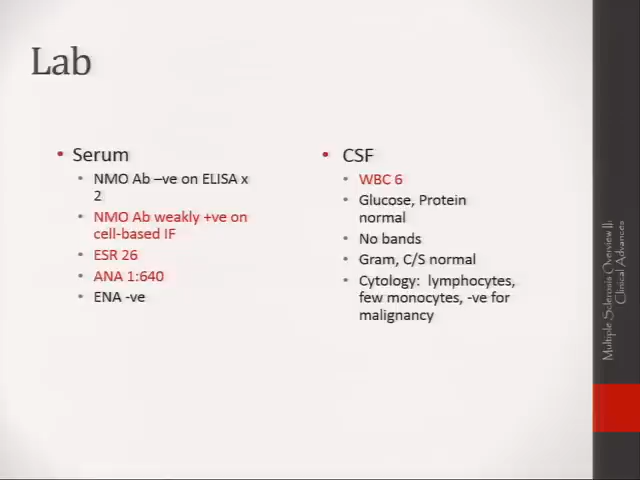 Lab
• Serum
• NMO Ab –ve on ELISA x
2
• NMO Ab weakly +ve on
cell-based IF
• ESR 26
• ANA 1:640
• ENA -ve
• CSF
• WBC 6
• Glucose, Protein
normal
• No bands
• Gram, C/S normal
• Cytology: lymphocytes,
few monocytes, -ve for
malignancy
Multiple Sclerosis Overview II:
Clinical Advances